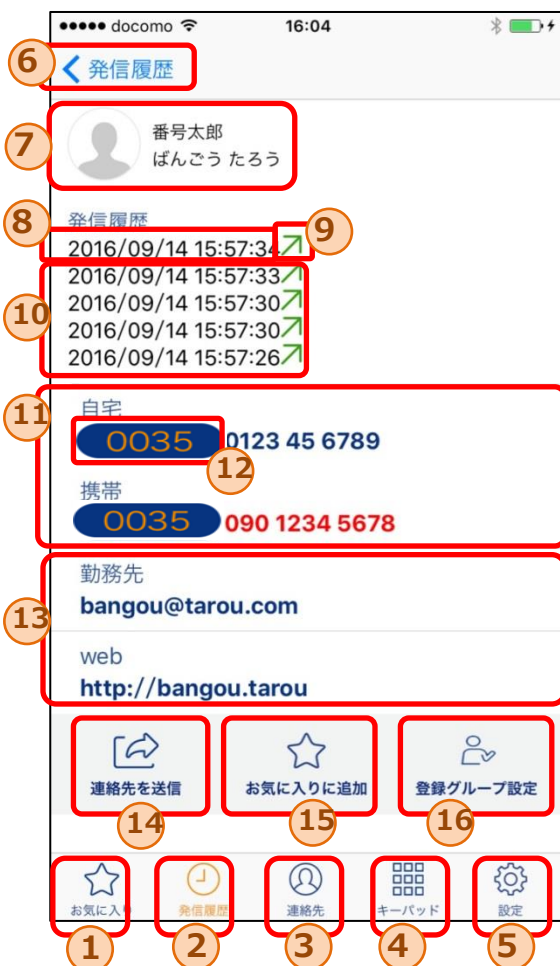 docomo 16:04
6
発信履歴
7
番号太郎
ばんごう たろう
8
発信履歴
9
2016/09/14 15:57:34
10
2016/09/14 15:57:33
2016/09/14 15:57:30
2016/09/14 15:57:30
2016/09/14 15:57:26
11
自宅
0035 0123 45 6789
12
携帯
0035 090 1234 5678
13
勤務先
bangou@tarou.com
web
http://bangou.tarou
連絡先を送信 お気に入りに追加 登録グループ設定
14 15 16
お気に入り 発信履歴 連絡先 キーパッド 設定
1 2 3 4 5